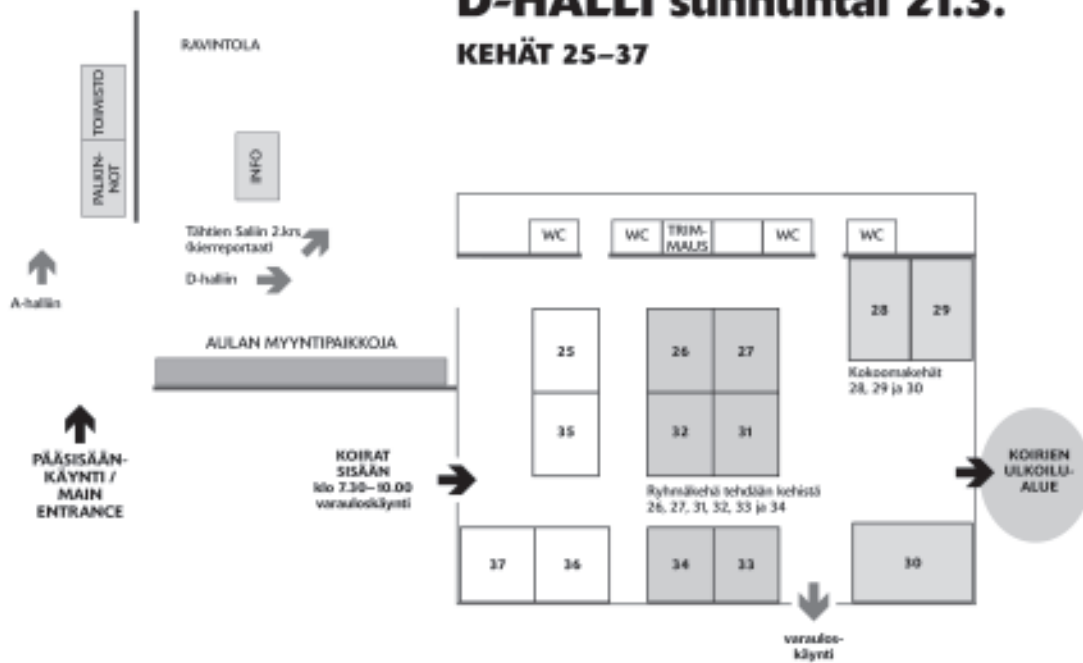 D-HALLI sunnuntai 21.3.
KEHÄT 25–37
RAVINTOLA
TOIMISTO
PALKIN-
NOT
INFO
Tähtien Saliin 2.krs
(kierreportaat)
D-halliin
A-halliin
AULAN MYYNTIPAIKKOJA
PÄÄSISÄÄN-
KÄYNTI /
MAIN
ENTRANCE
KOIRAT
SISÄÄN
klo 7.30–10.00
varauloskäynti
WC
WC
TRIM-
MAUS
WC
WC
28
29
Kokoomakehät
28, 29 ja 30
25
26
27
35
32
31
Ryhmäkehä tehdään kehistä
26, 27, 31, 32, 33 ja 34
KOIRIEN
ULKOILU-
ALUE
37
36
34
33
30
varaulos-
käynti